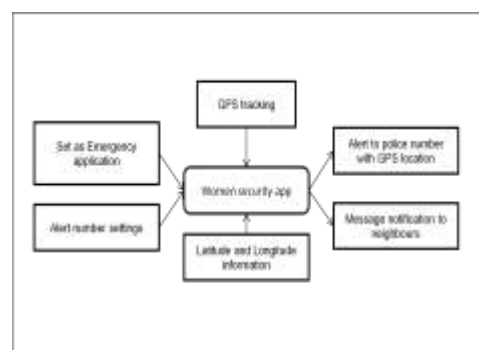 GPS tracking
Set as Emergency
application
Alert to police number
with GPS location
Women security app
Alert number settings
Message notification to
neighbours
Latitude and Longitude
information